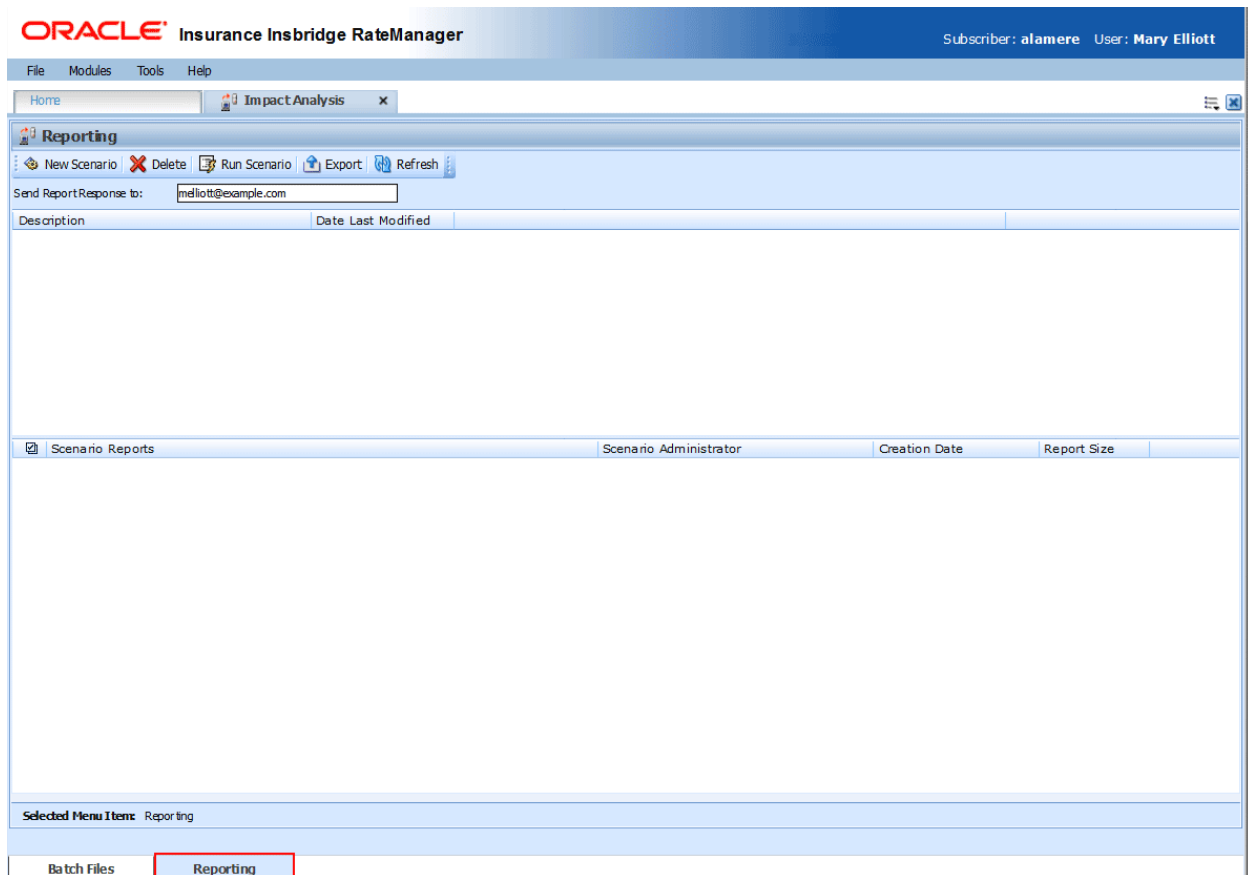 ORACLE Insurance Insbridge RateManager
Subscriber: alamere User: Mary Elliott
File Modules Tools Help
Home Impact Analysis
Reporting
New Scenario Delete Run Scenario Export Refresh
Send Report Response to: melliott@example.com
Description Date Last Modified
Scenario Reports Scenario Administrator Creation Date Report Size
Selected Menu Item: Reporting
Batch Files Reporting